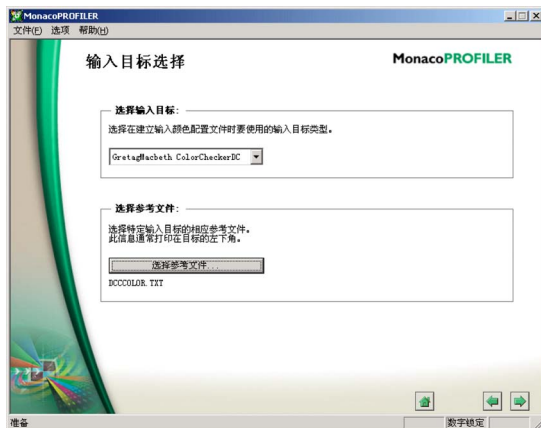 MonacoPROFILER
文件(F) 选项 帮助(H)
输入目标选择
MonacoPROFILER
选择输入目标:
选择在建立输入颜色配置文件时要使用的输入目标类型。
GretagMacbeth ColorCheckerDC
选择参考文件:
选择特定输入目标的相应参考文件。
此信息通常打印在目标的左下角。
选择参考文件...
DCCCOLOR.TXT
准备
数字锁定